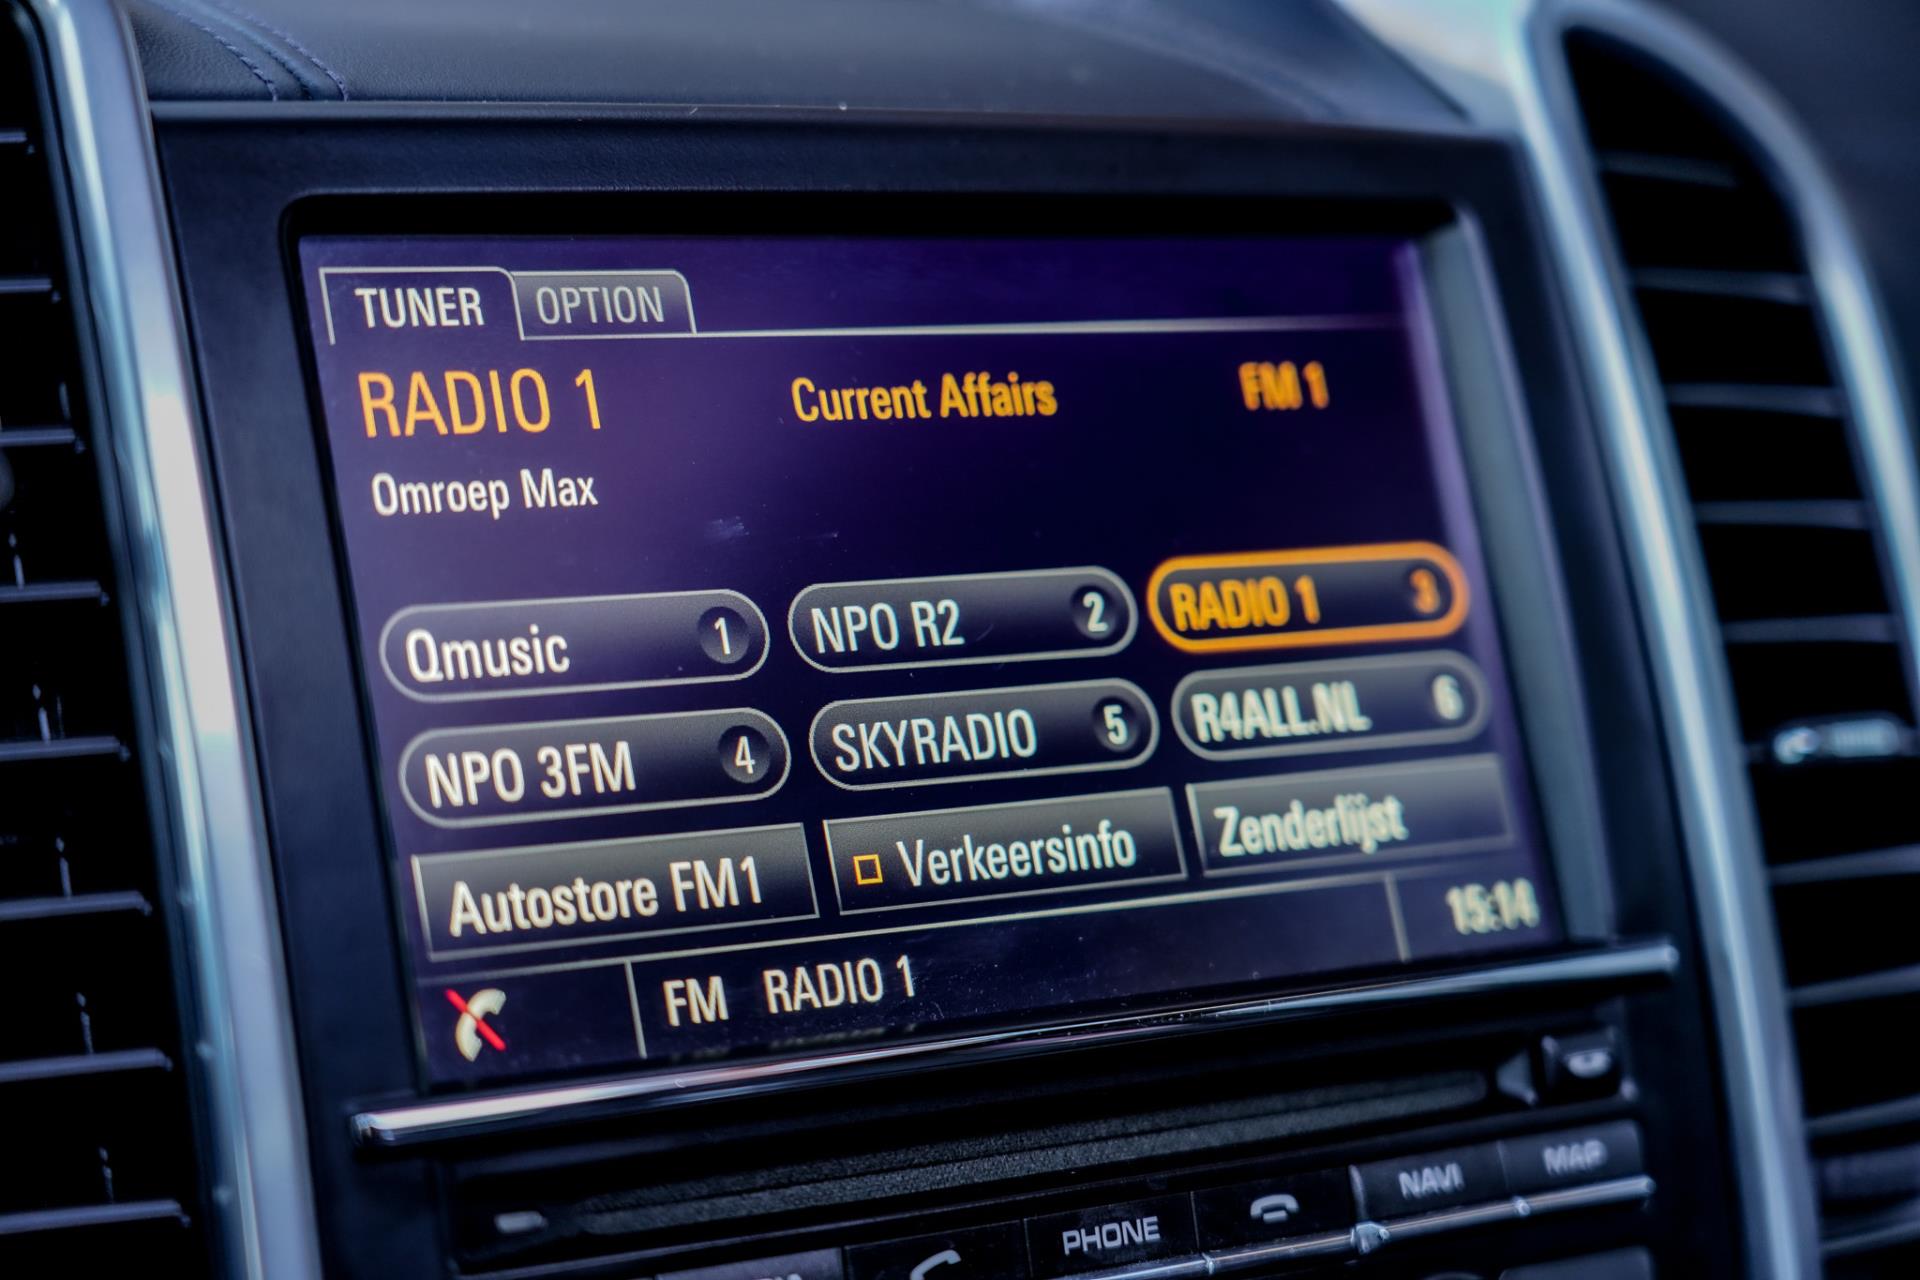 TUNER OPTION
RADIO 1 Current Affairs FM 1
Omroep Max
Qmusic 1 NPO R2 2 RADIO 1 3
NPO 3FM 4 SKYRADIO 5 R4ALL.NL 6
Autostore FM1 Verkeersinfo Zenderlijst
FM RADIO 1 15:14
NAVI MAP
PHONE